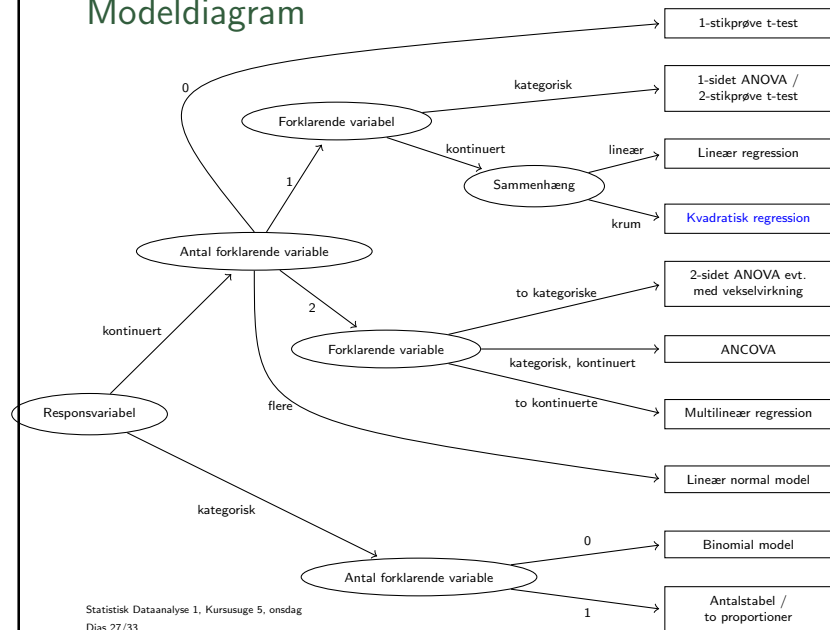 Modeldiagram
1-stikprøve t-test
0
kategorisk
1-sidet ANOVA /
2-stikprøve t-test
Forklarende variabel
kontinuert
lineær
Lineær regression
1
Sammenhæng
krum
Kvadratisk regression
Antal forklarende variable
2-sidet ANOVA evt.
med vekselvirkning
to kategoriske
2
kontinuert
Forklarende variable
ANCOVA
kategorisk, kontinuert
flere
to kontinuerte
Responsvariabel
Multilineær regression
Lineær normal model
kategorisk
0
Binomial model
Antal forklarende variable
1
Antalstabel /
to proportioner
Statistisk Dataanalyse 1, Kursusuge 5, onsdag
Dias 27/33